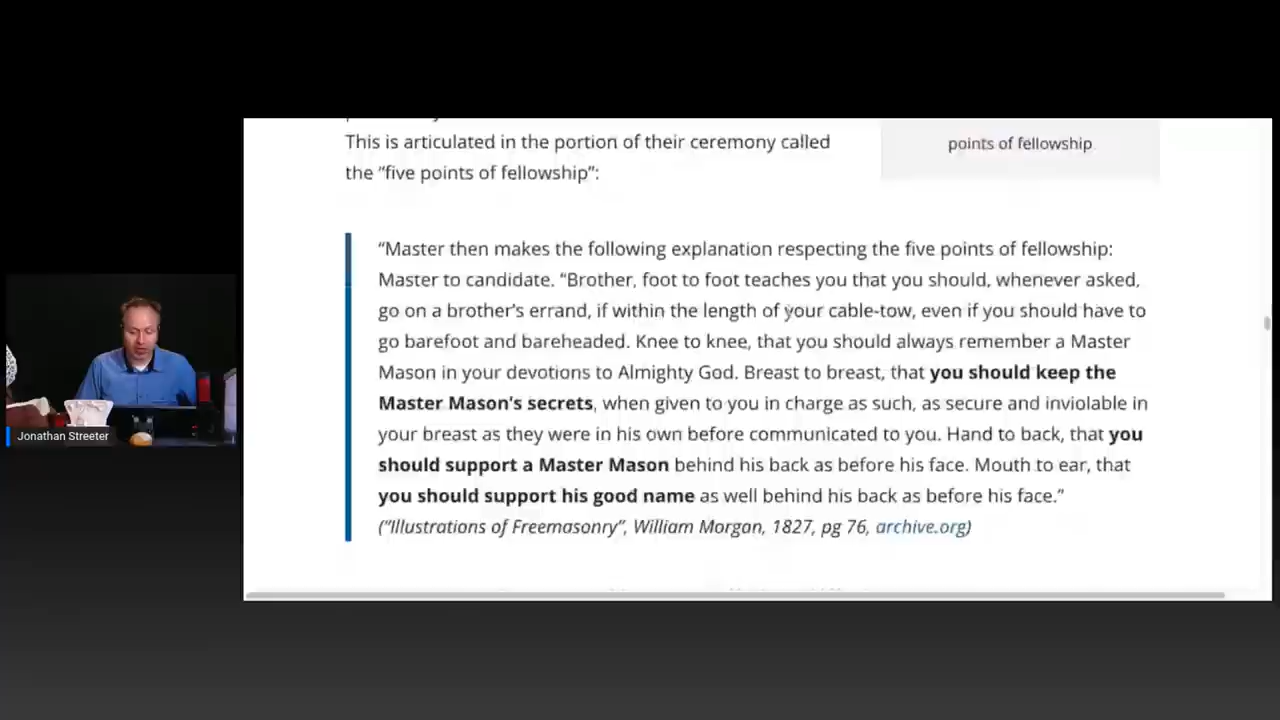 This is articulated in the portion of their ceremony called
the “five points of fellowship”:
points of fellowship
“Master then makes the following explanation respecting the five points of fellowship:
Master to candidate. “Brother, foot to foot teaches you that you should, whenever asked,
go on a brother's errand, if within the length of your cable-tow, even if you should have to
go barefoot and bareheaded. Knee to knee, that you should always remember a Master
Mason in your devotions to Almighty God. Breast to breast, that you should keep the
Master Mason's secrets, when given to you in charge as such, as secure and inviolable in
your breast as they were in his own before communicated to you. Hand to back, that you
should support a Master Mason behind his back as before his face. Mouth to ear, that
you should support his good name as well behind his back as before his face.”
(“Illustrations of Freemasonry”, William Morgan, 1827, pg 76, archive.org)
Jonathan Streeter